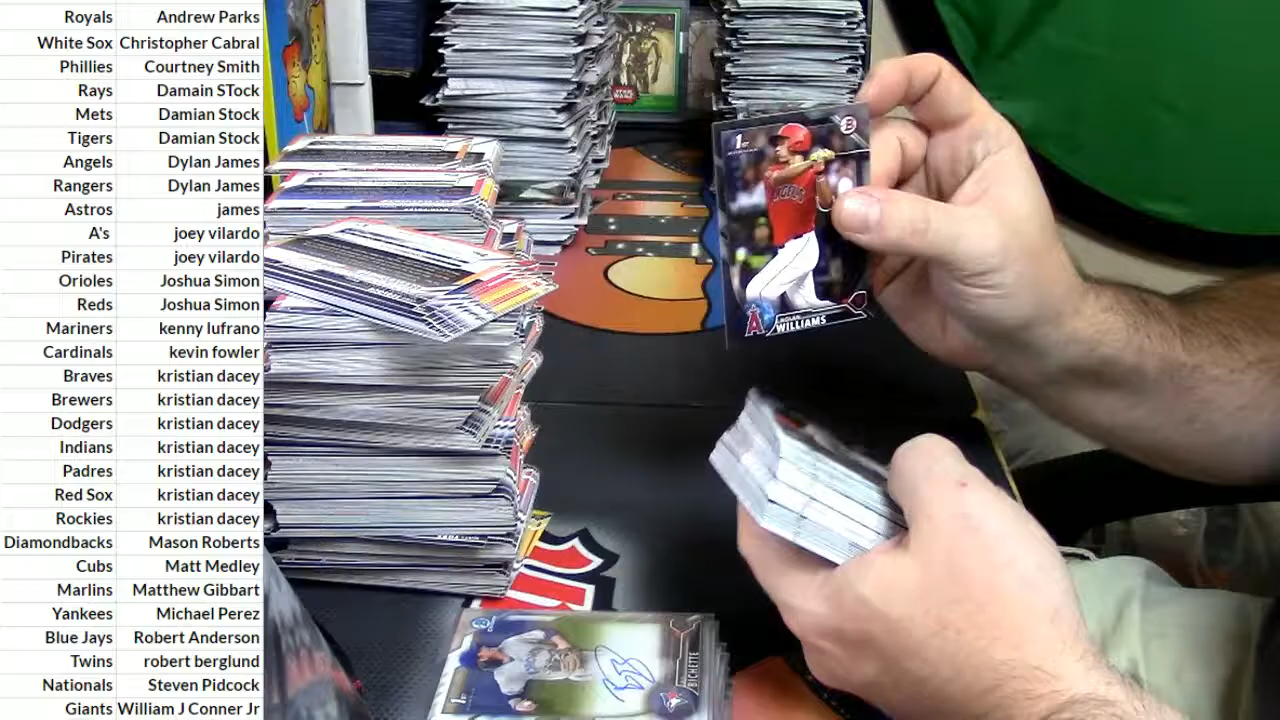 Royals Andrew Parks
White Sox Christopher Cabral
Phillies Courtney Smith
Rays Damain STock
Mets Damian Stock
Tigers Damian Stock
Angels Dylan James
Rangers Dylan James
Astros james
A's joey vilardo
Pirates joey vilardo
Orioles Joshua Simon
Reds Joshua Simon
Mariners kenny lufrano
Cardinals kevin fowler
Braves kristian dacey
Brewers kristian dacey
Dodgers kristian dacey
Indians kristian dacey
Padres kristian dacey
Red Sox kristian dacey
Rockies kristian dacey
Diamondbacks Mason Roberts
Cubs Matt Medley
Marlins Matthew Gibbart
Yankees Michael Perez
Blue Jays Robert Anderson
Twins robert berglund
Nationals Steven Pidcock
Giants William J Conner Jr
STAR WARS
1st
B
ANGELS
A
NOLAN
WILLIAMS
1st
BICHETTE